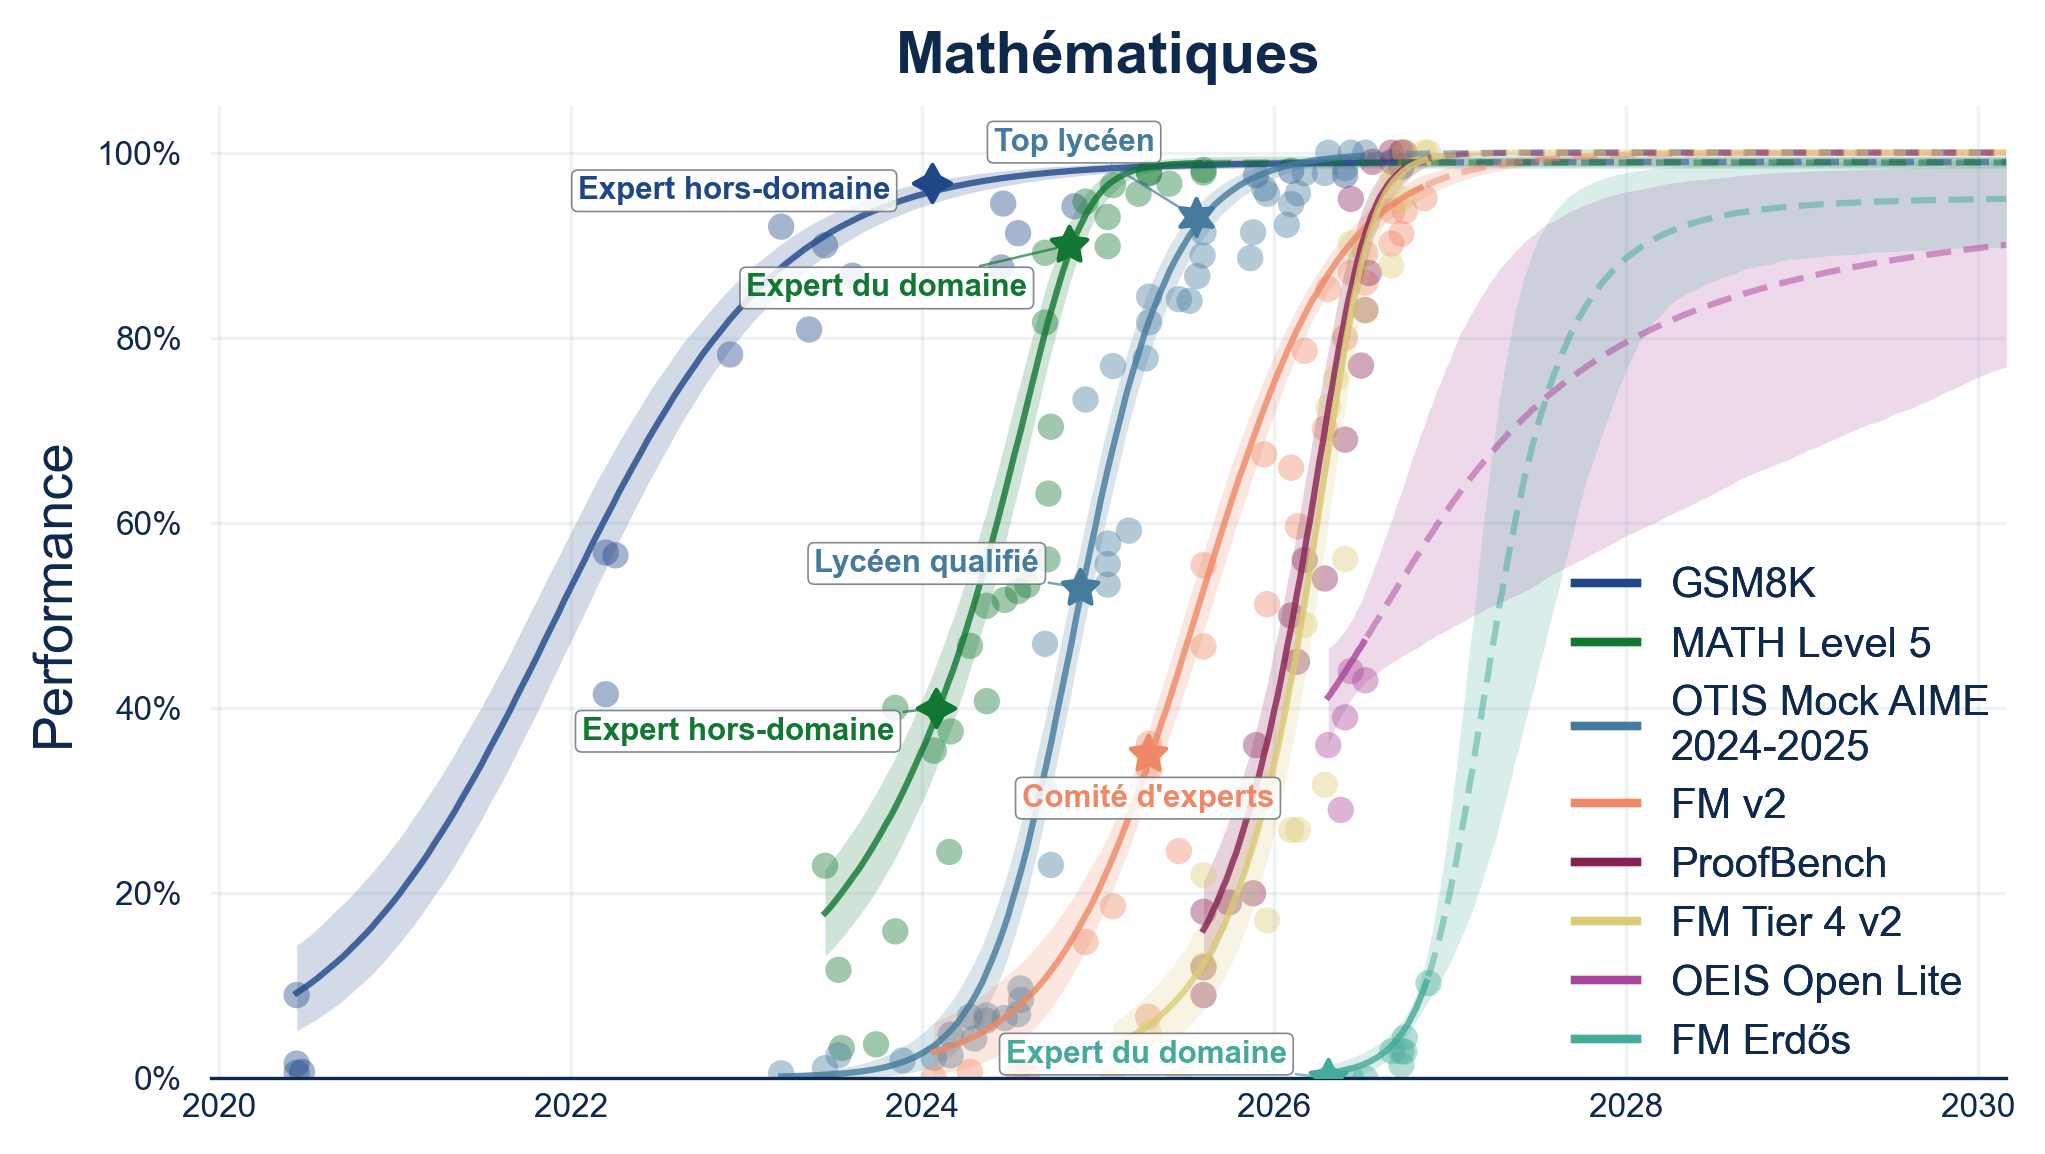 Mathématiques
Performance
100%
80%
60%
40%
20%
0%
Top lycéen
Expert hors-domaine
Expert du domaine
Lycéen qualifié
Expert hors-domaine
Comité d'experts
Expert du domaine
GSM8K
MATH Level 5
OTIS Mock AIME
2024-2025
FM v2
ProofBench
FM Tier 4 v2
OEIS Open Lite
FM Erdős
2020
2022
2024
2026
2028
2030